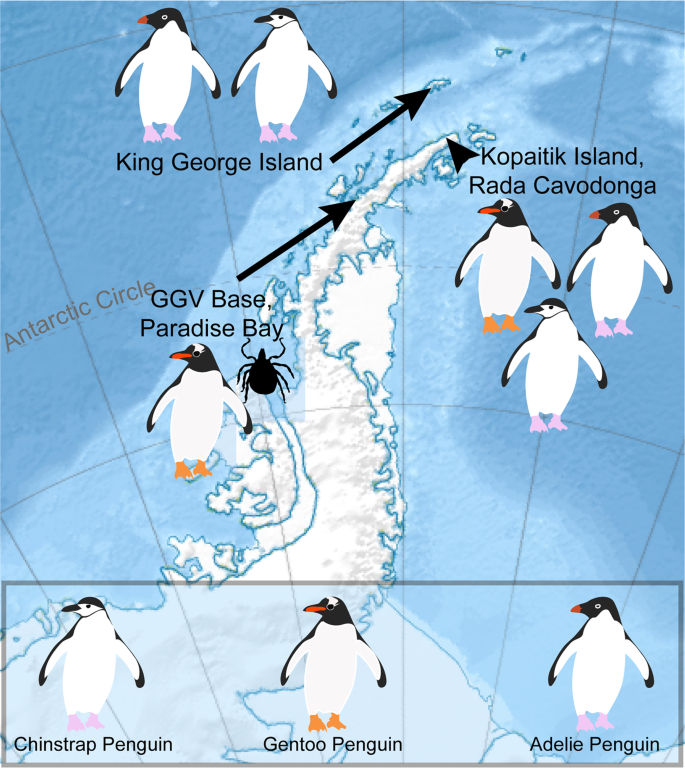 King George Island
Kopaitik Island,
Rada Cavodonga
Antarctic Circle
GGV Base,
Paradise Bay
Chinstrap Penguin
Gentoo Penguin
Adelie Penguin